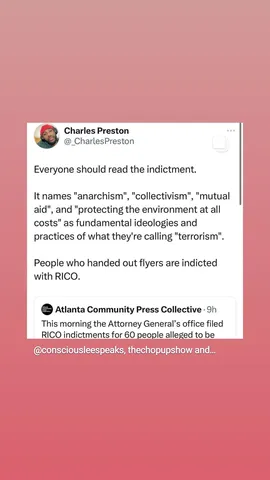 Charles Preston
@_CharlesPreston
Everyone should read the indictment.
It names "anarchism", "collectivism", "mutual
aid", and "protecting the environment at all
costs" as fundamental ideologies and
practices of what they're calling "terrorism".
People who handed out flyers are indicted
with RICO.
Atlanta Community Press Collective · 9h
This morning the Attorney General's office filed
RICO indictments for 60 people alleged to be
@consciousleespeaks, thechopupshow and...